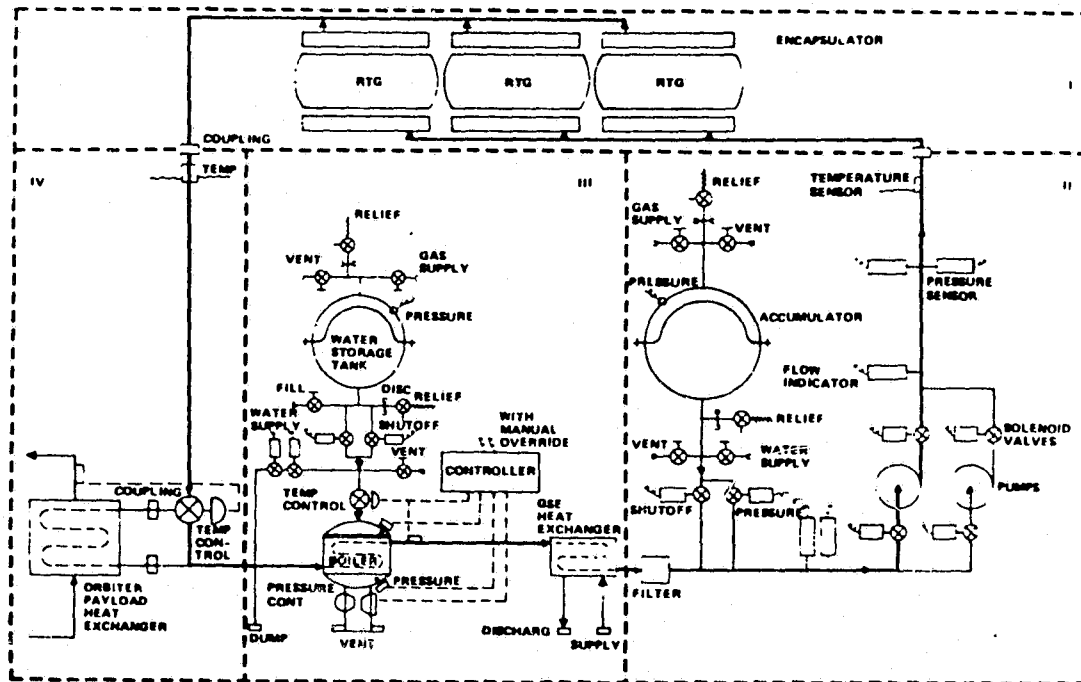 ENCAPSULATOR
RTG
RTG
RTG
I
COUPLING
TEMP
IV
III
II
TEMPERATURE
SENSOR
RELIEF
GAS
SUPPLY
VENT
RELIEF
VENT
GAS
SUPPLY
PRESSURE
PRESSURE
SENSOR
PRESSURE
WATER
STORAGE
TANK
ACCUMULATOR
FLOW
INDICATOR
FILL
DISC
RELIEF
WATER
SUPPLY
SHUTOFF
WITH
MANUAL
OVERRIDE
RELIEF
SOLENOID
VALVES
VENT
CONTROLLER
VENT
WATER
SUPPLY
COUPLING
TEMP
CONTROL
GSE
HEAT
EXCHANGER
SHUTOFF
PRESSURE
PUMPS
TEMP
CON-
TROL
BOILER
PRESSURE
PRESSURE
CONT
FILTER
ORBITER
PAYLOAD
HEAT
EXCHANGER
DUMP
VENT
DISCHARG
SUPPLY